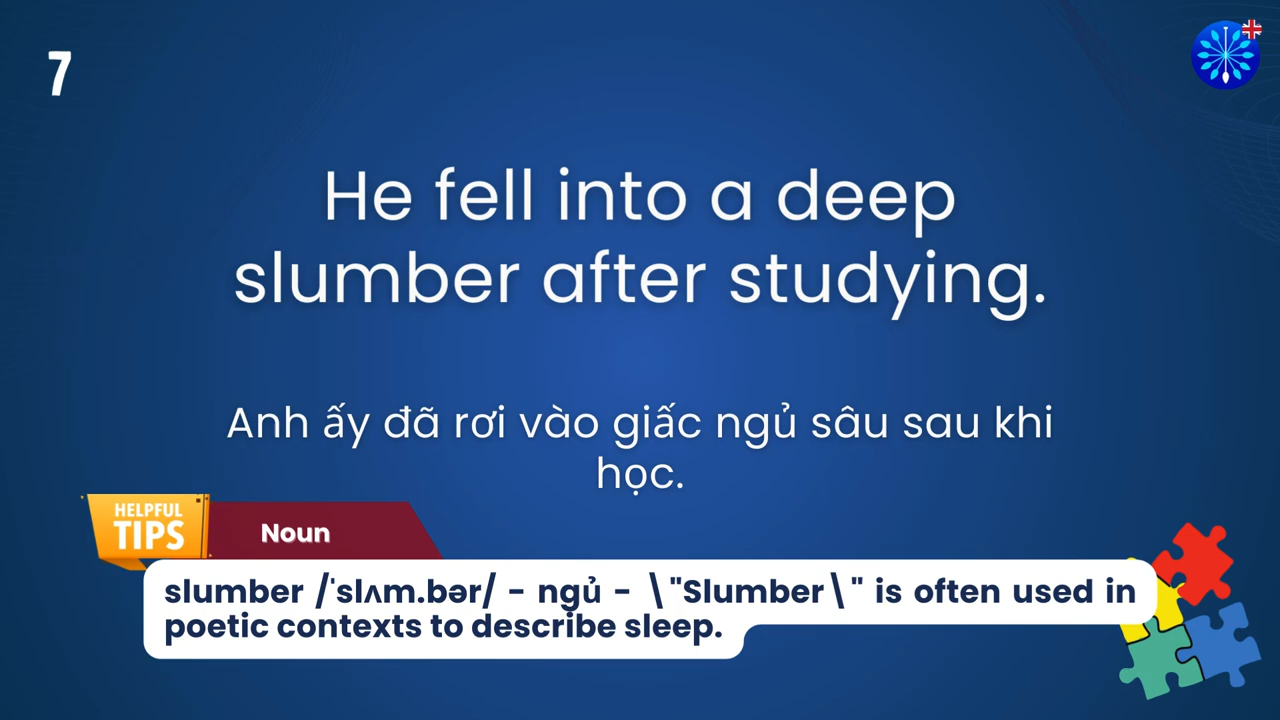 7
He fell into a deep
slumber after studying.
Anh ấy đã rơi vào giấc ngủ sâu sau khi
học.
HELPFUL
TIPS
Noun
slumber /ˈslʌm.bər/ - ngủ - \"Slumber\" is often used in
poetic contexts to describe sleep.